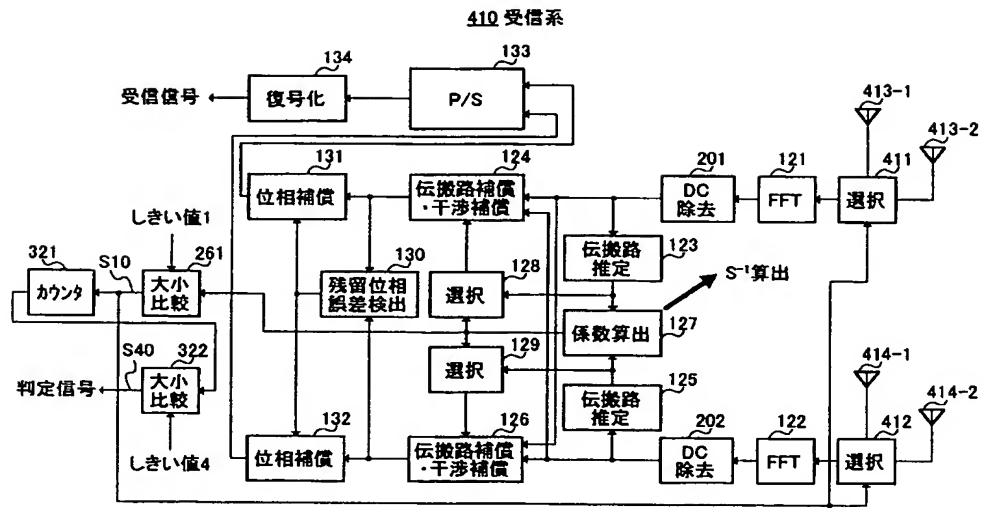 410 受信系
134
133
受信信号
復号化
P/S
413-1
413-2
131
124
201
121
411
位相補償
伝搬路補償
・干渉補償
DC
除去
FFT
選択
しきい値1
123
321
S10
261
130
128
伝搬路
推定
S⁻¹算出
カウンタ
大小
比較
残留位相
誤差検出
選択
係数算出
127
S40
322
129
125
414-1
414-2
判定信号
大小
比較
選択
伝搬路
推定
132
126
202
122
412
しきい値4
位相補償
伝搬路補償
・干渉補償
DC
除去
FFT
選択